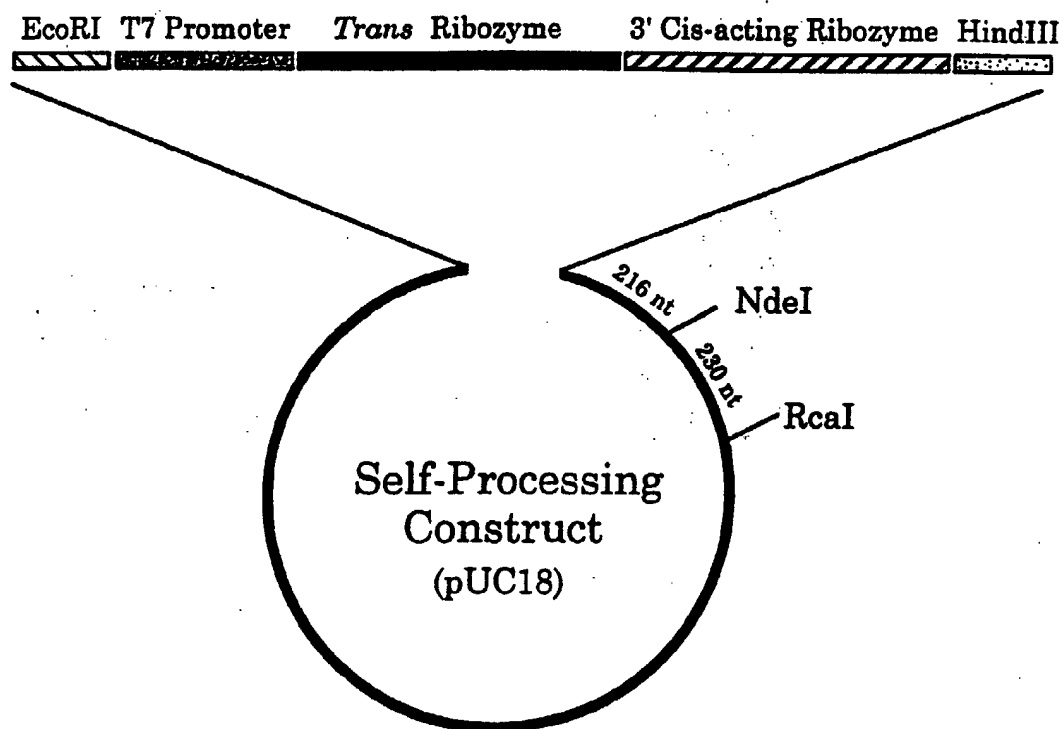 EcoRI T7 Promoter Trans Ribozyme 3' Cis-acting Ribozyme HindIII
216 nt
NdeI
230 nt
RcaI
Self-Processing
Construct
(pUC18)